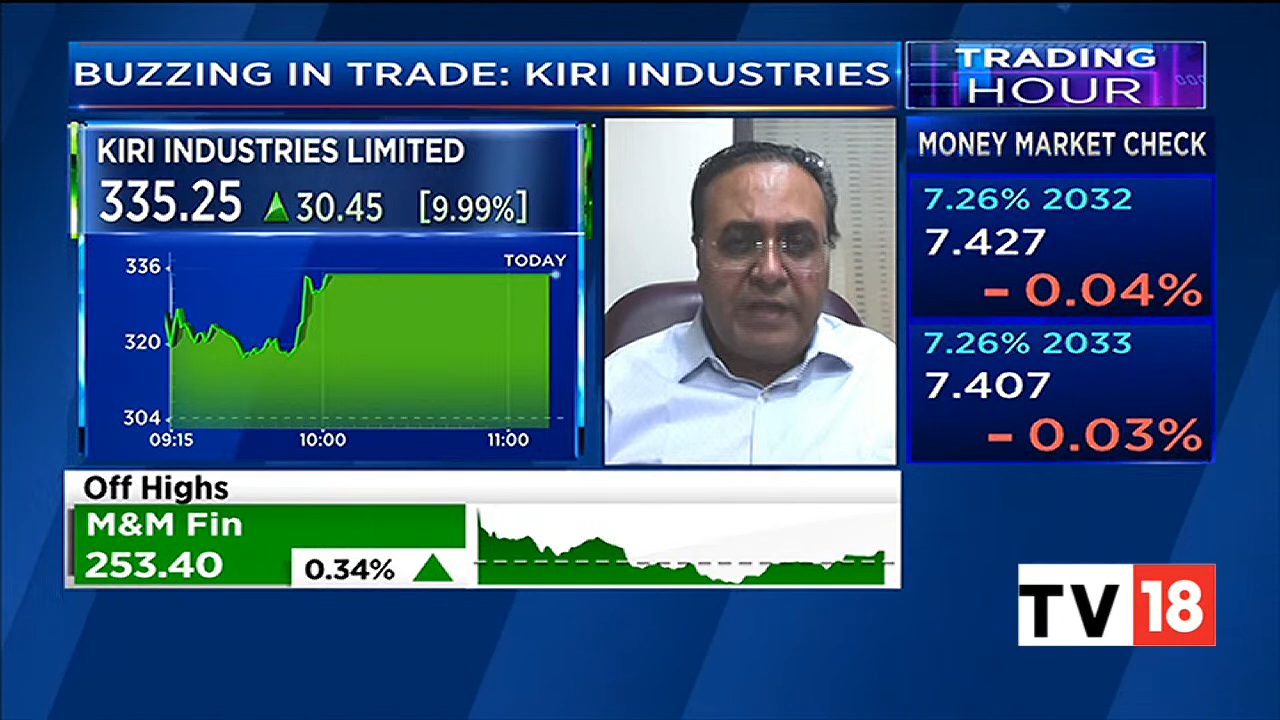 BUZZING IN TRADE: KIRI INDUSTRIES
TRADING
HOUR
KIRI INDUSTRIES LIMITED
335.25 ▲ 30.45 [9.99%]
TODAY
336
320
304
09:15 10:00 11:00
MONEY MARKET CHECK
7.26% 2032
7.427
- 0.04%
7.26% 2033
7.407
- 0.03%
Off Highs
M&M Fin
253.40 0.34% ▲
TV18